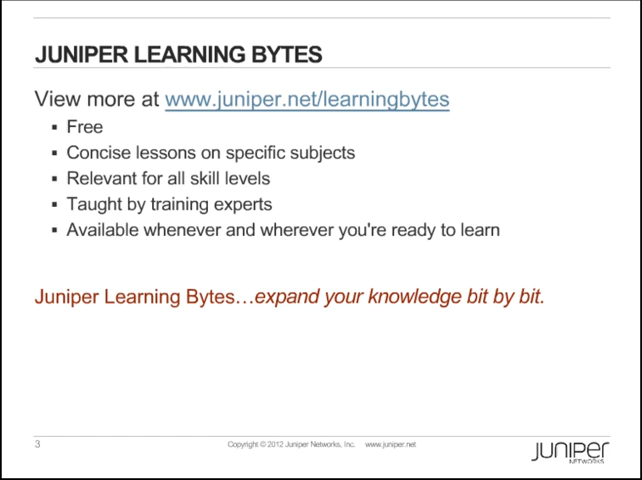 JUNIPER LEARNING BYTES
View more at www.juniper.net/learningbytes
▪ Free
▪ Concise lessons on specific subjects
▪ Relevant for all skill levels
▪ Taught by training experts
▪ Available whenever and wherever you're ready to learn
Juniper Learning Bytes…expand your knowledge bit by bit.
3
Copyright © 2012 Juniper Networks, Inc. www.juniper.net
JUNIPER
NETWORKS